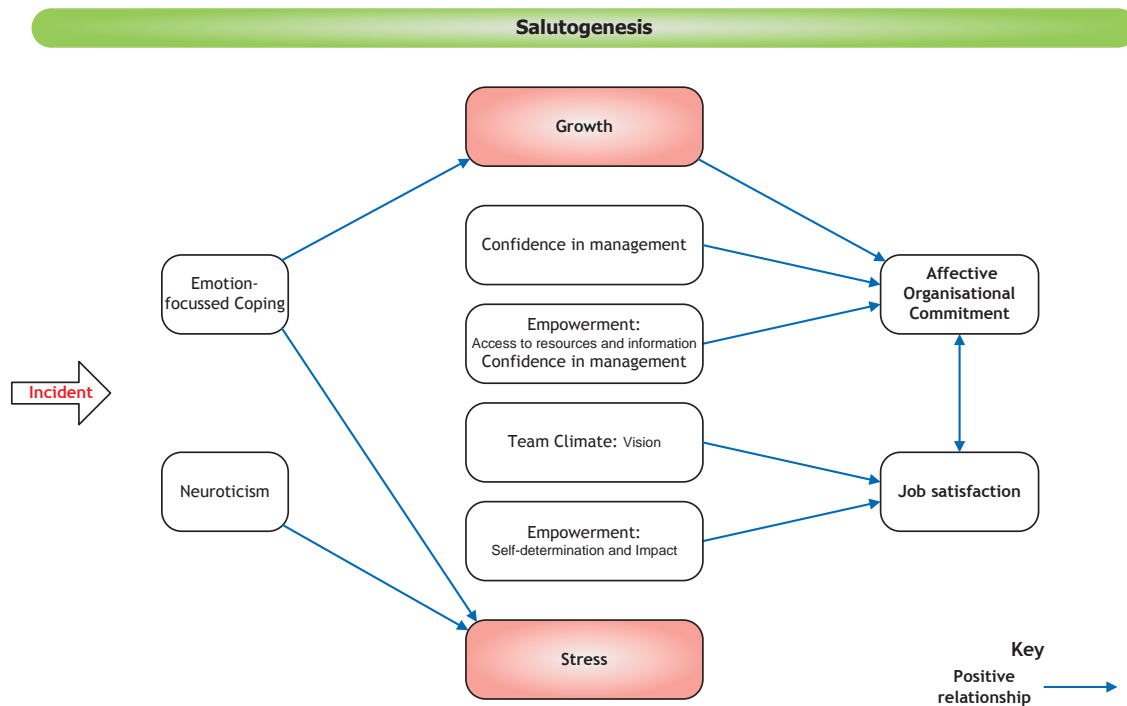 Salutogenesis
Growth
Confidence in management
Emotion-
focussed Coping
Affective
Organisational
Commitment
Empowerment:
Access to resources and information
Confidence in management
Incident
Team Climate: Vision
Neuroticism
Job satisfaction
Empowerment:
Self-determination and Impact
Stress
Key
Positive
relationship